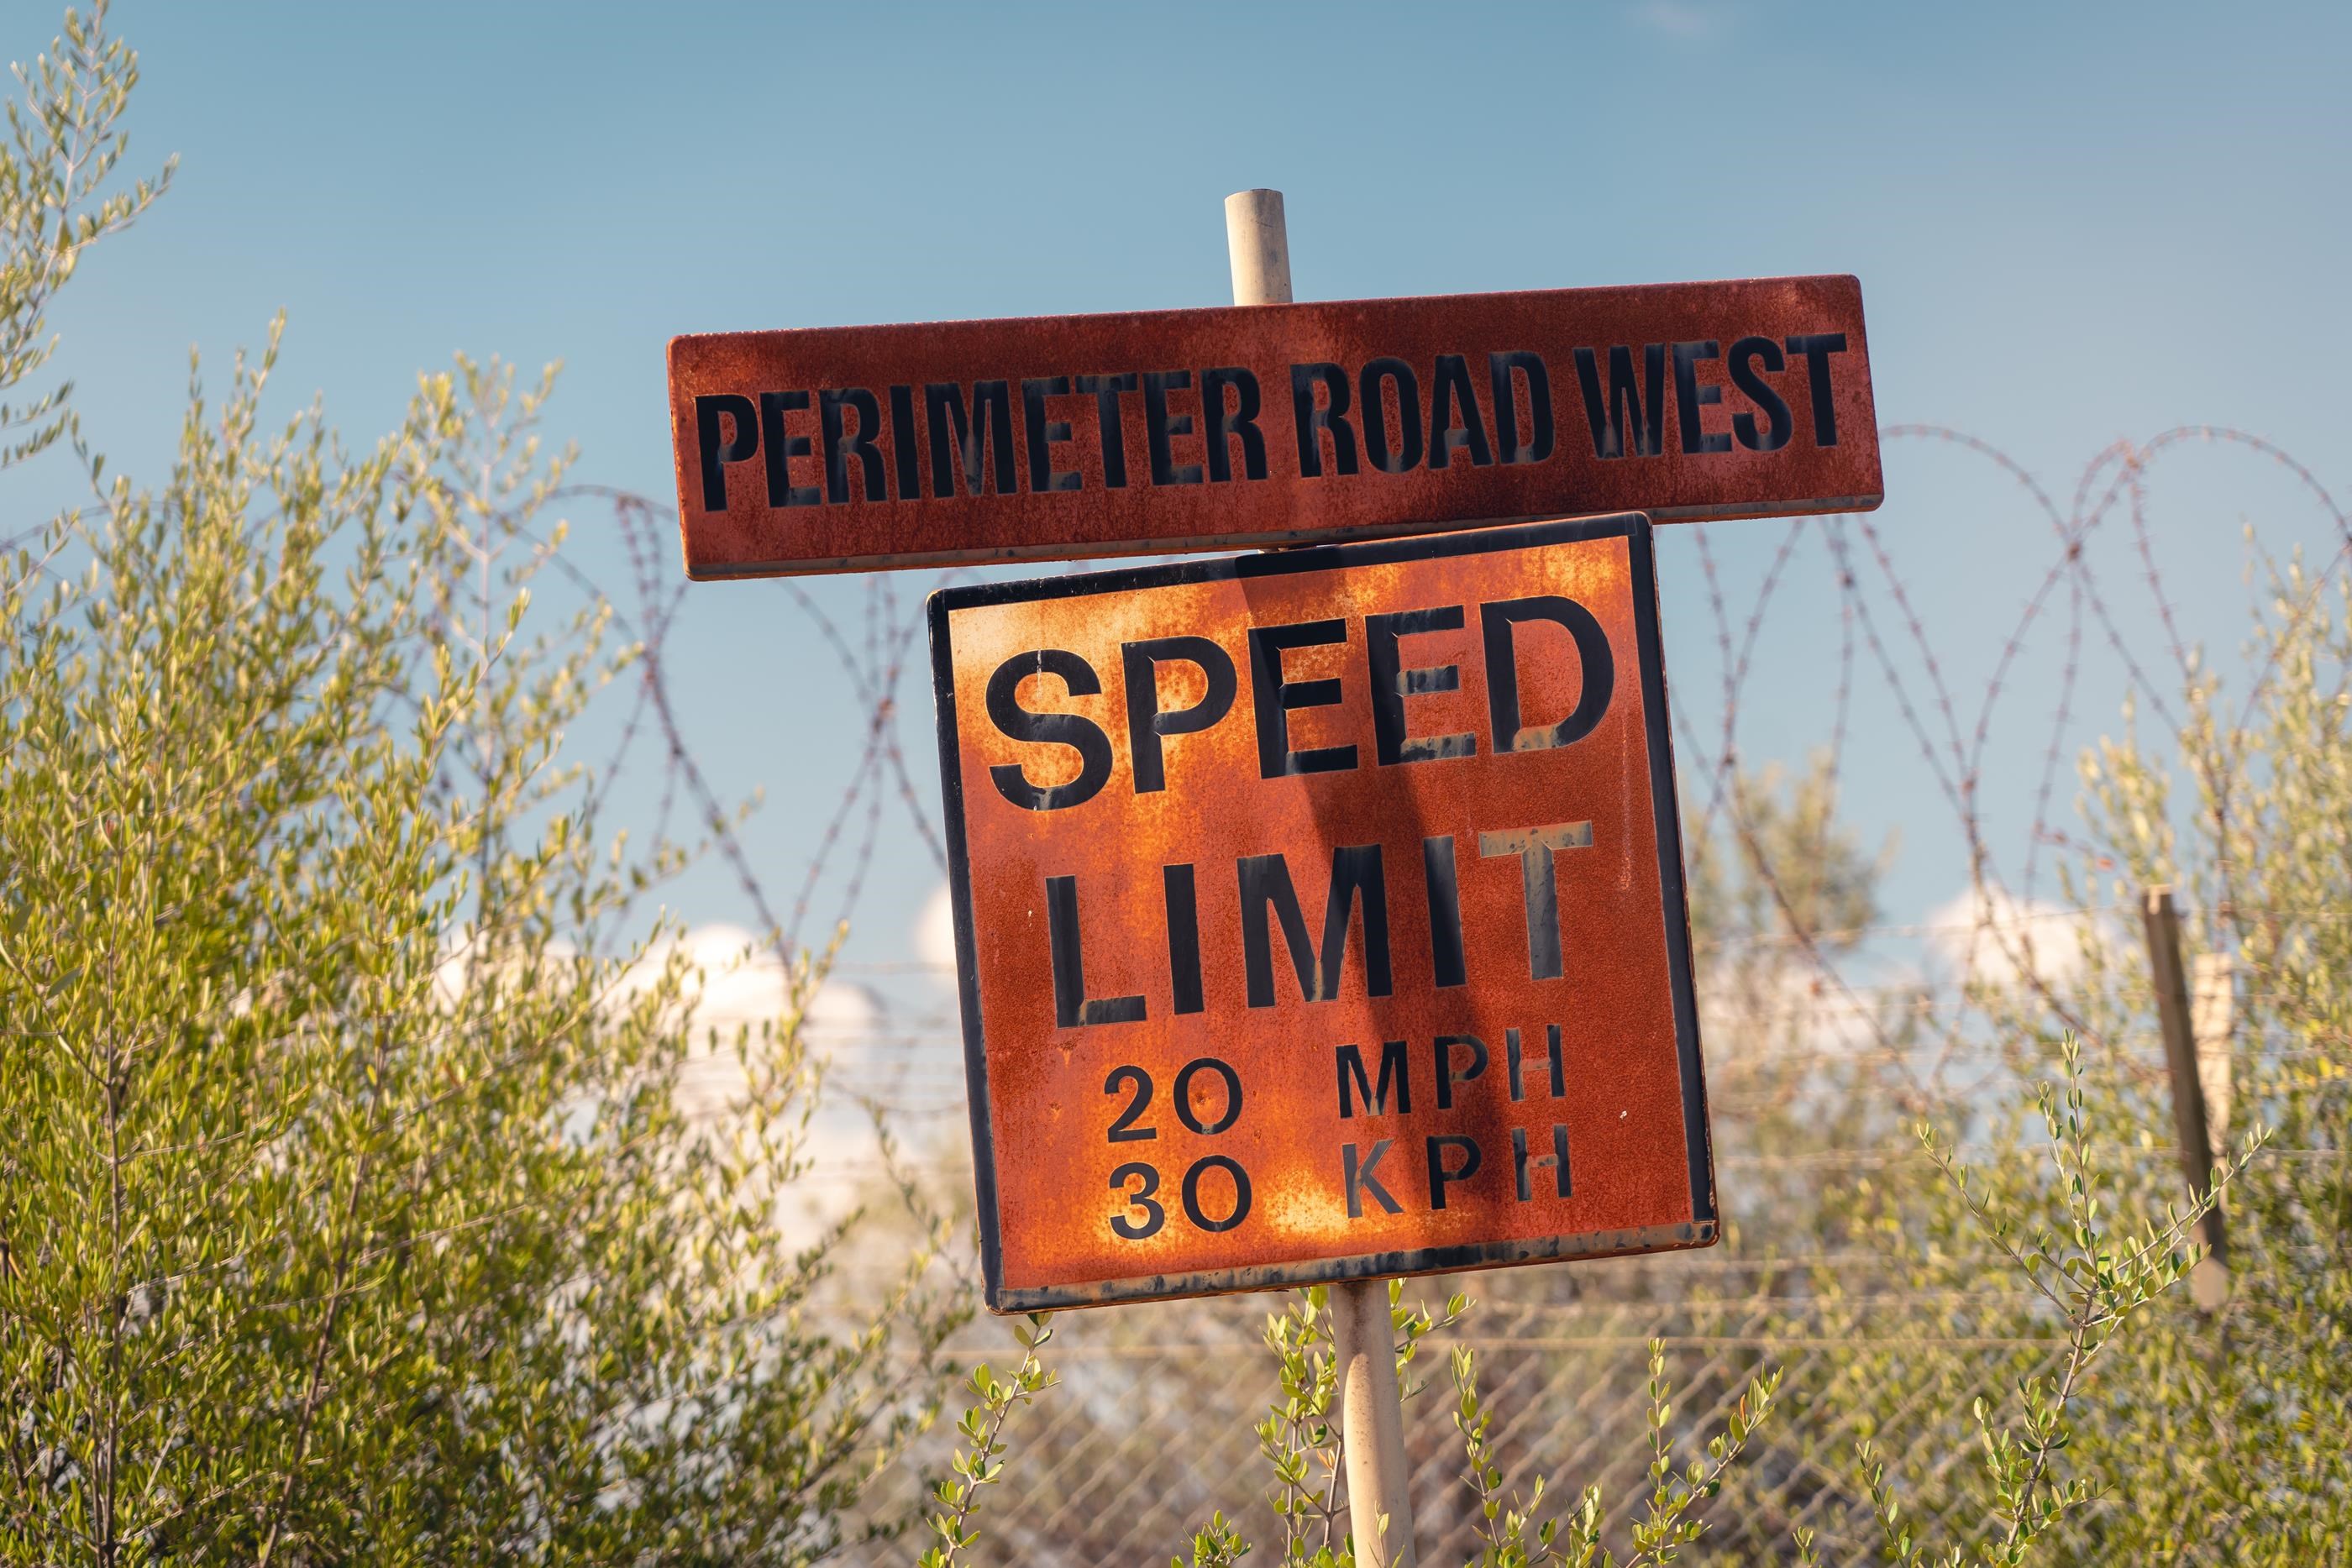 PERIMETER ROAD WEST
SPEED
LIMIT
20 MPH
30 KPH